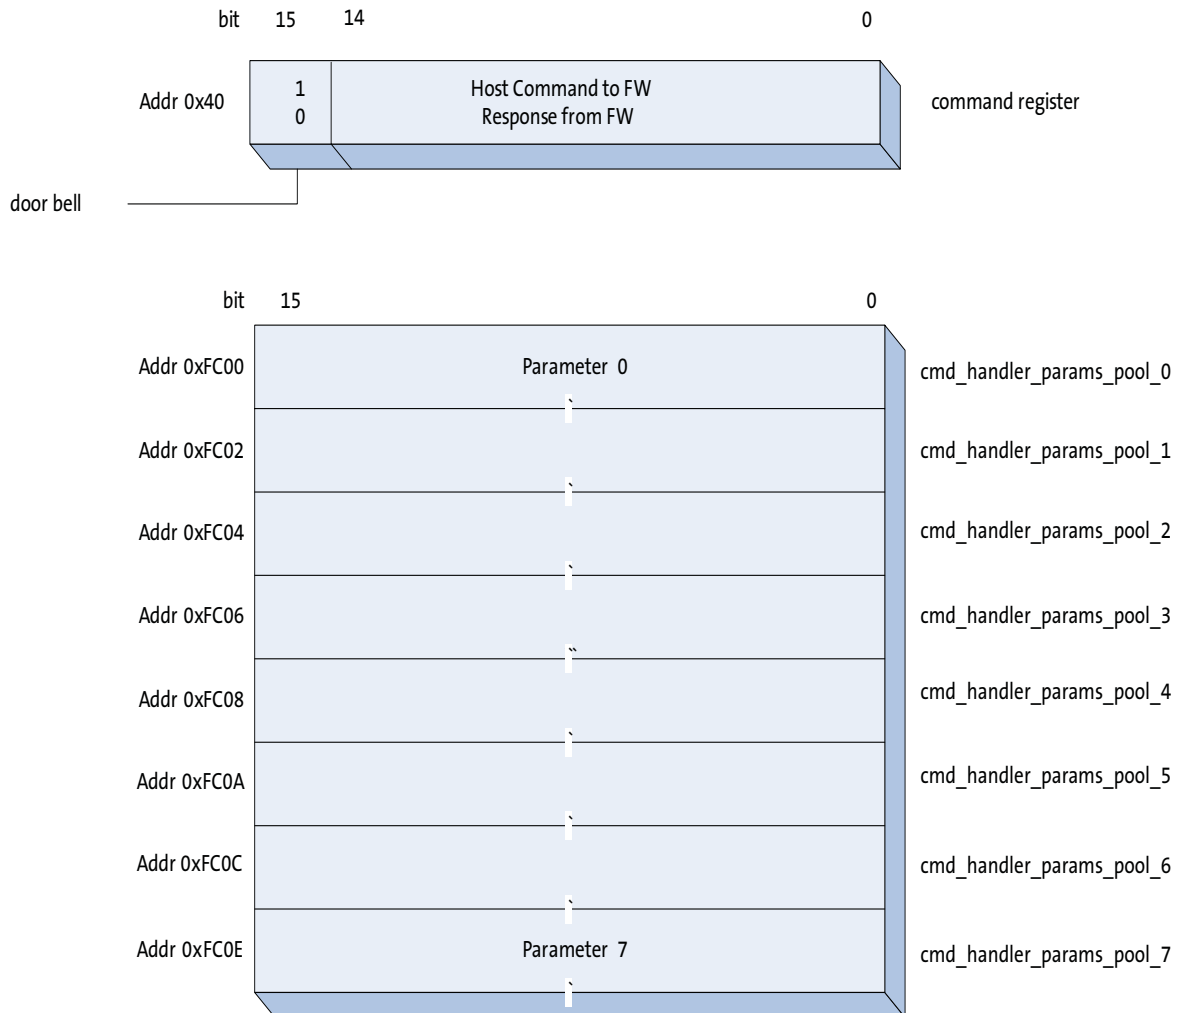 bit 15 14 0
Addr 0x40 1 Host Command to FW command register
0 Response from FW
door bell
bit 15 0
Addr 0xFC00 Parameter 0 cmd_handler_params_pool_0
`
Addr 0xFC02 cmd_handler_params_pool_1
`
Addr 0xFC04 cmd_handler_params_pool_2
`
Addr 0xFC06 cmd_handler_params_pool_3
``
Addr 0xFC08 cmd_handler_params_pool_4
`
Addr 0xFC0A cmd_handler_params_pool_5
`
Addr 0xFC0C cmd_handler_params_pool_6
`
Addr 0xFC0E Parameter 7 cmd_handler_params_pool_7
`